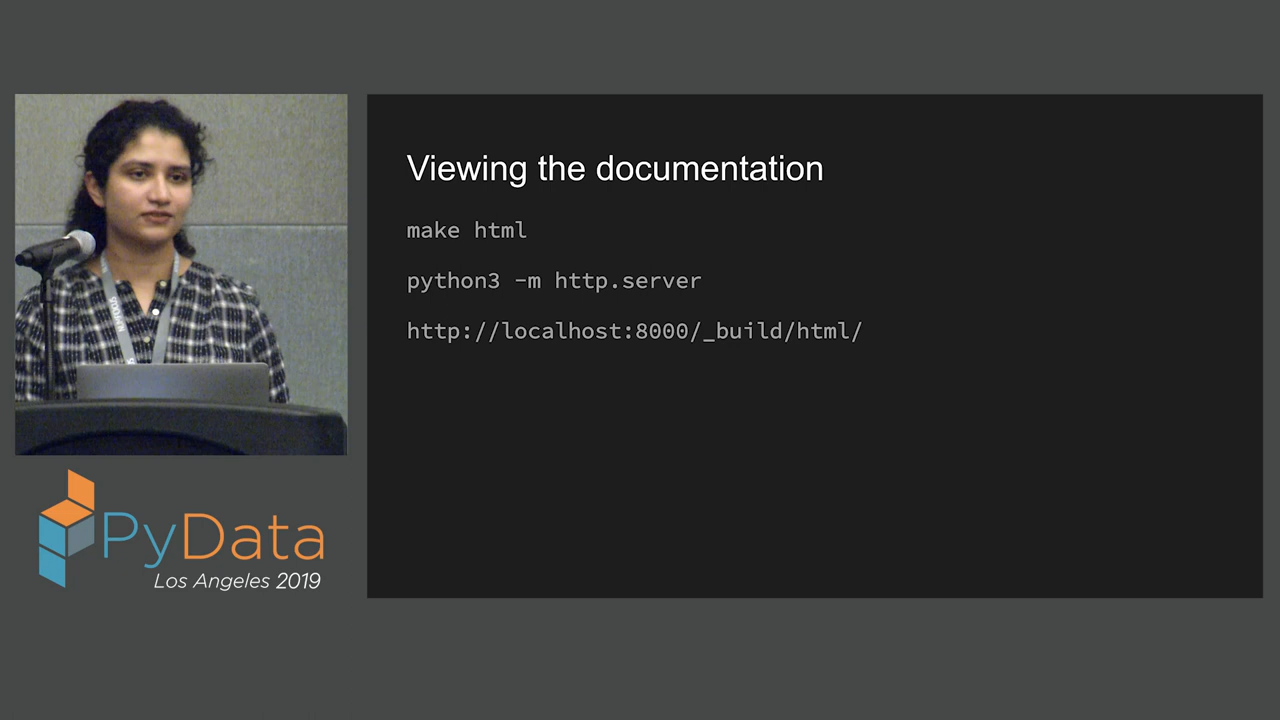 Viewing the documentation
make html
python3 -m http.server
http://localhost:8000/_build/html/
PyData
Los Angeles 2019